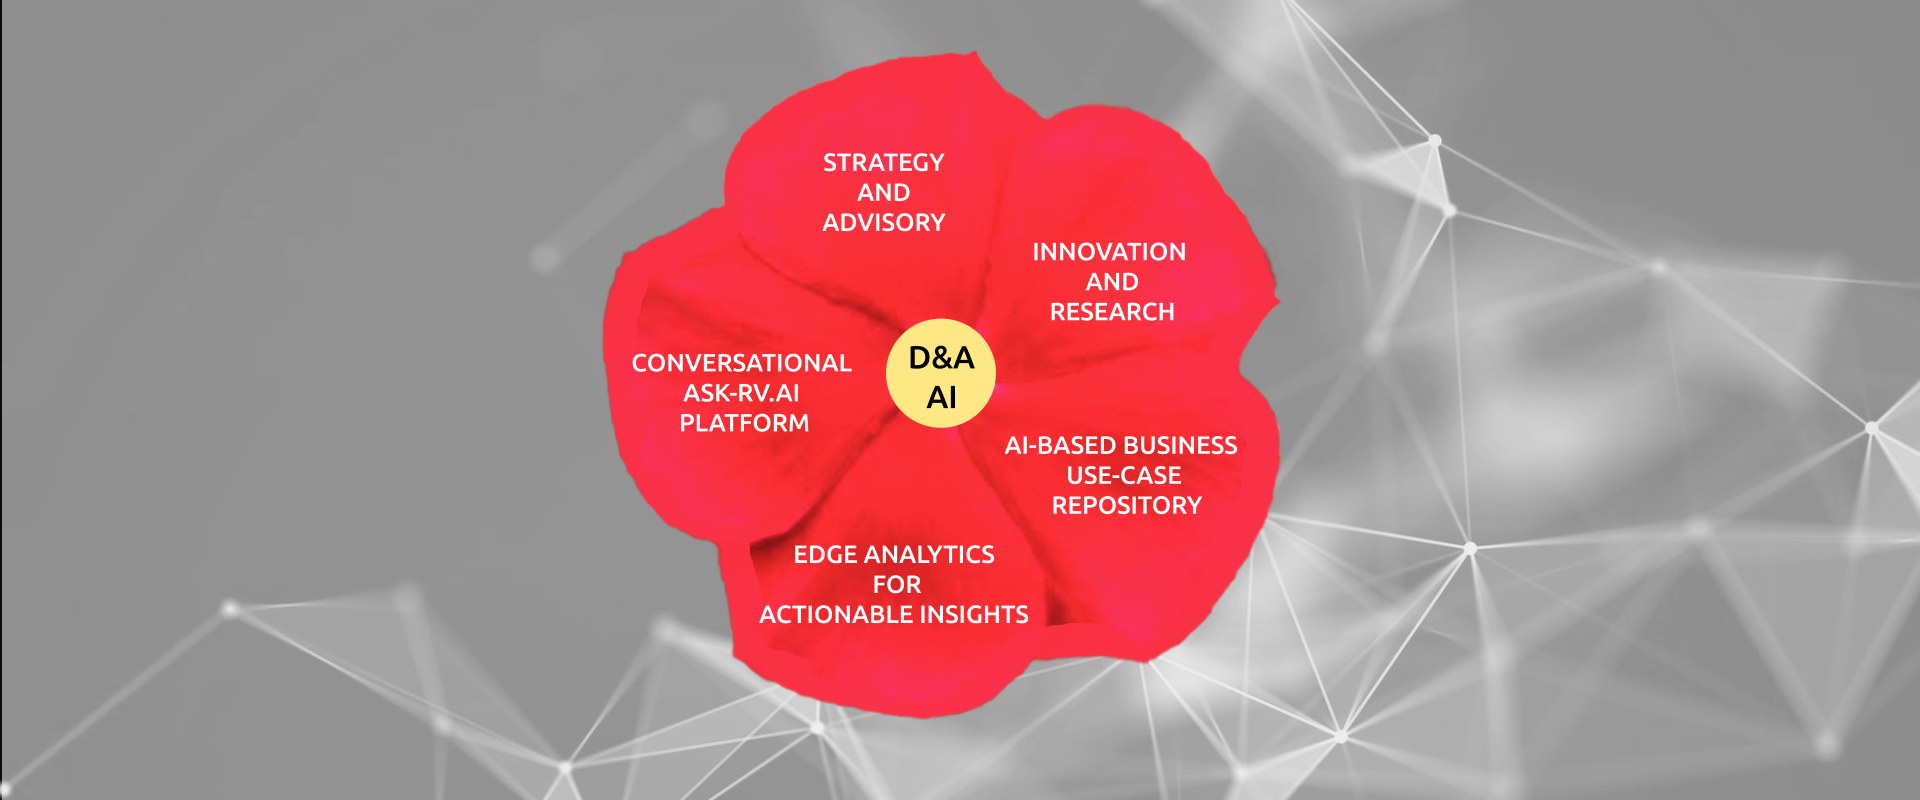 STRATEGY
AND
ADVISORY
INNOVATION
AND
RESEARCH
CONVERSATIONAL
ASK-RV.AI
PLATFORM
D&A
AI
AI-BASED BUSINESS
USE-CASE
REPOSITORY
EDGE ANALYTICS
FOR
ACTIONABLE INSIGHTS